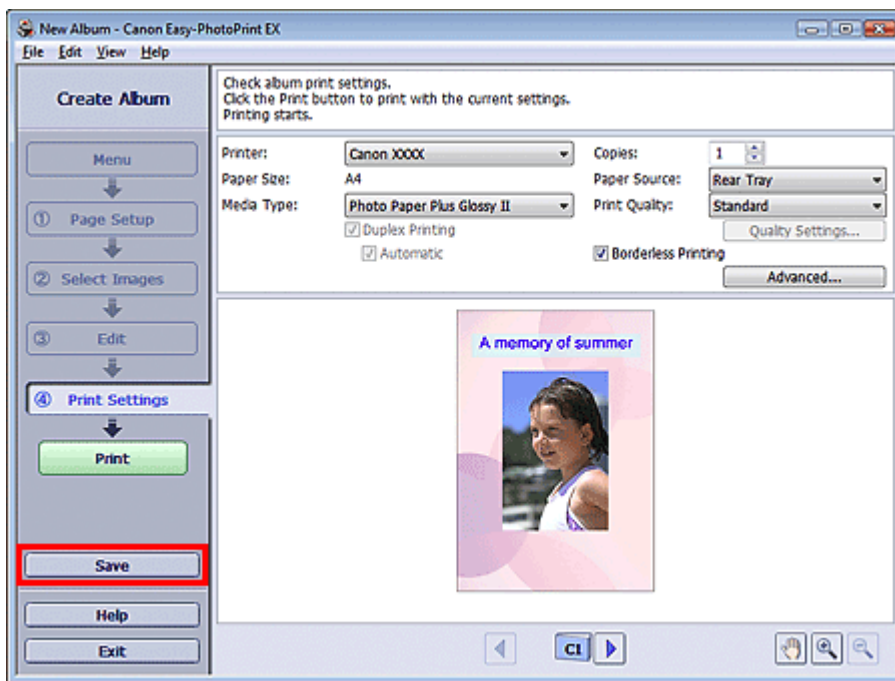 New Album - Canon Easy-PhotoPrint EX
File Edit View Help
Create Album
Check album print settings.
Click the Print button to print with the current settings.
Printing starts.
Menu
① Page Setup
② Select Images
③ Edit
④ Print Settings
Print
Save
Help
Exit
Printer: Canon XXXX Copies: 1
Paper Size: A4 Paper Source: Rear Tray
Media Type: Photo Paper Plus Glossy II Print Quality: Standard
Duplex Printing Quality Settings...
Automatic Borderless Printing
Advanced...
A memory of summer
C1